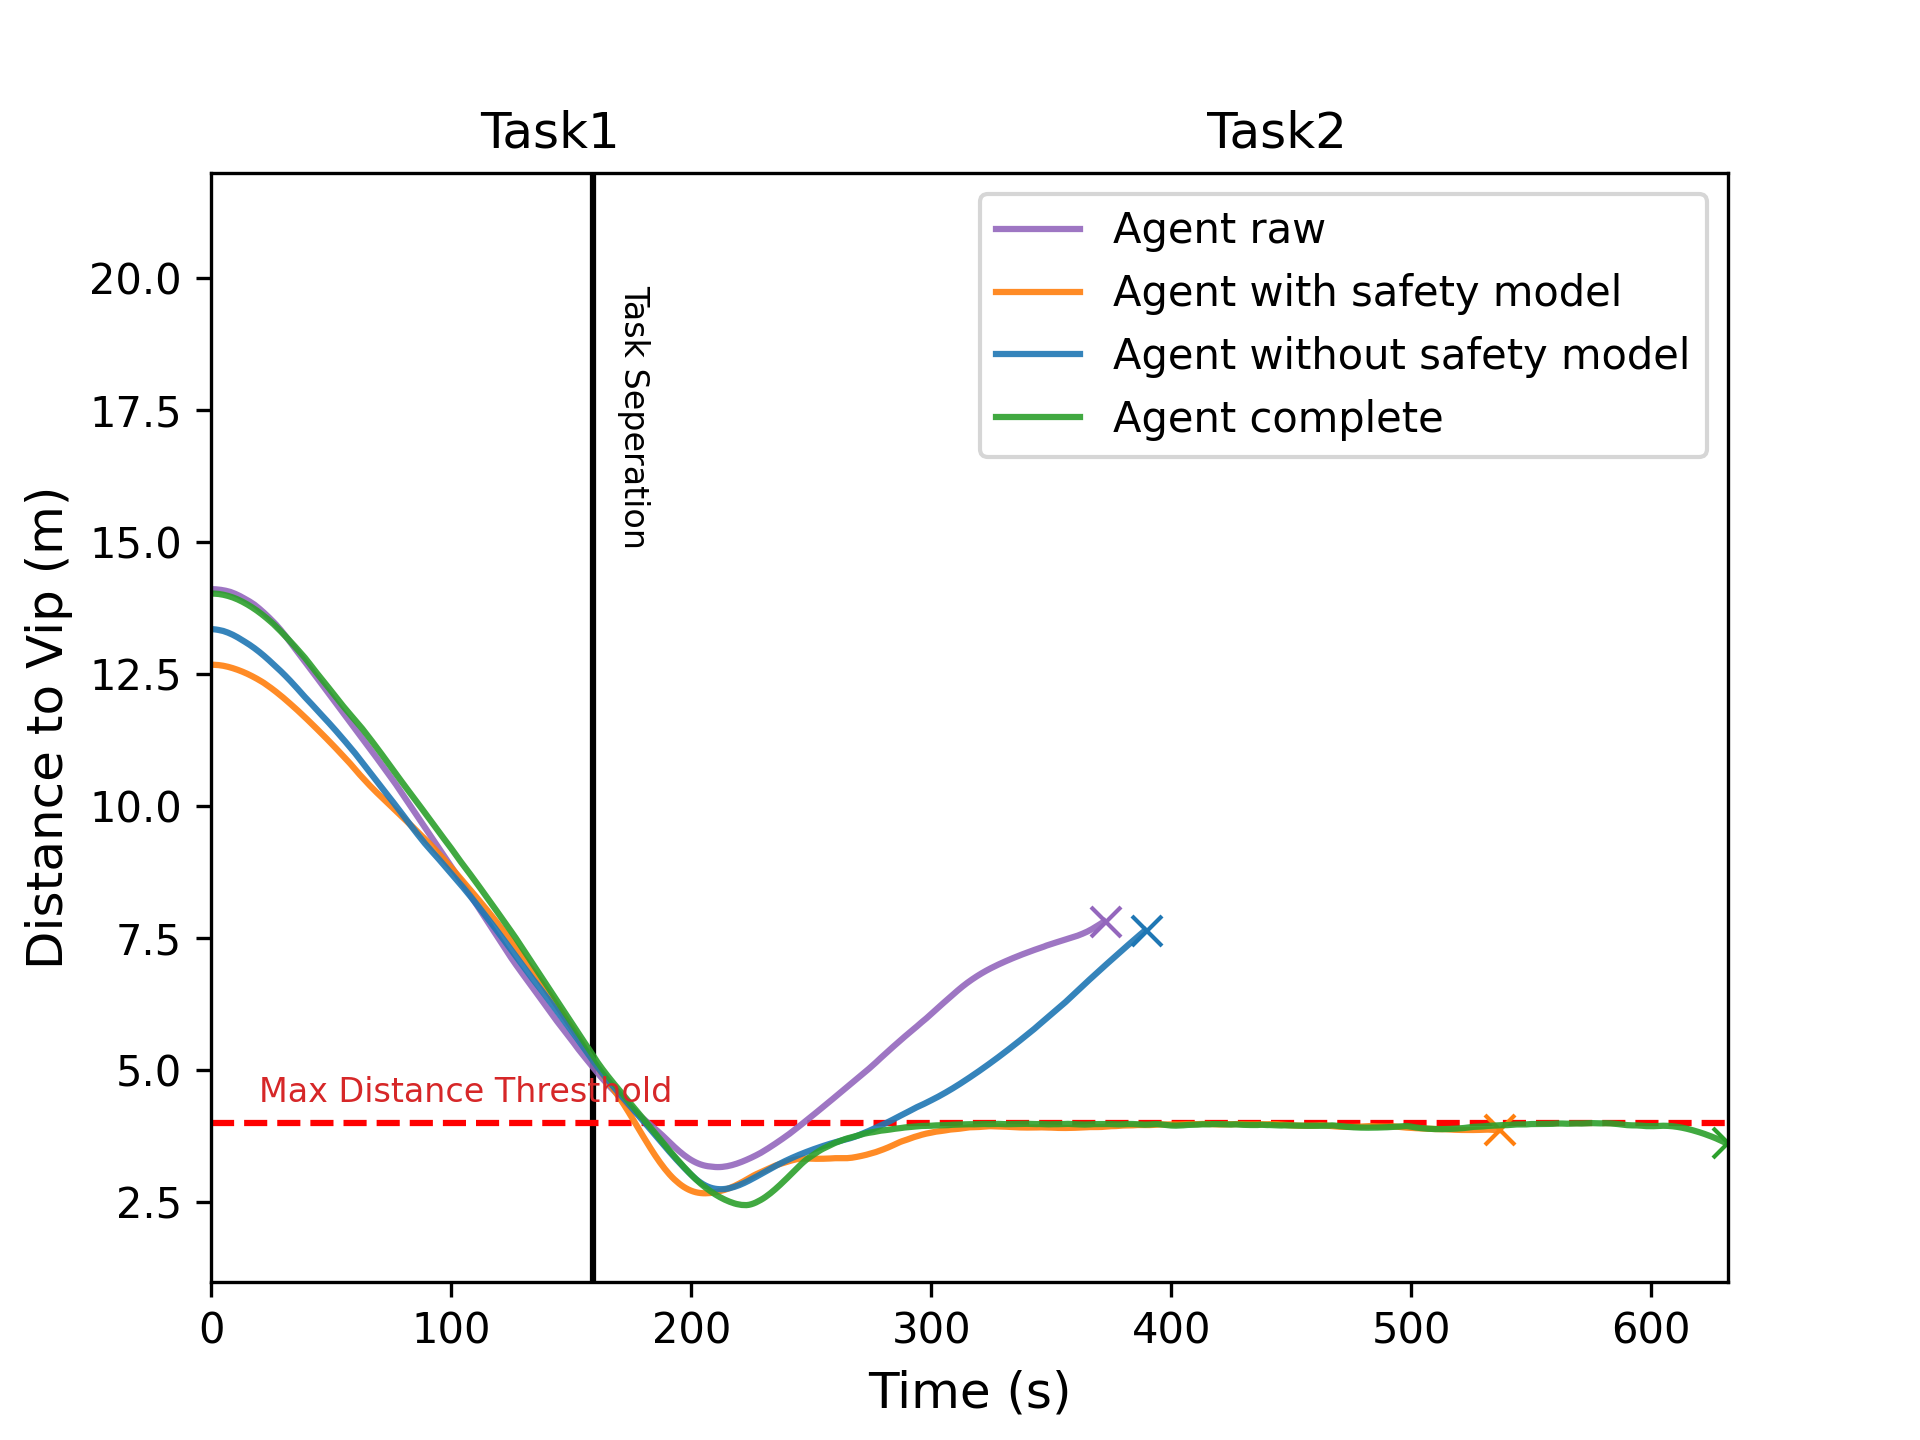 Task1
Task2
Agent raw
Agent with safety model
Agent without safety model
Agent complete
Task Seperation
Max Distance Thresthold
Distance to Vip (m)
20.0
17.5
15.0
12.5
10.0
7.5
5.0
2.5
0
100
200
300
400
500
600
Time (s)